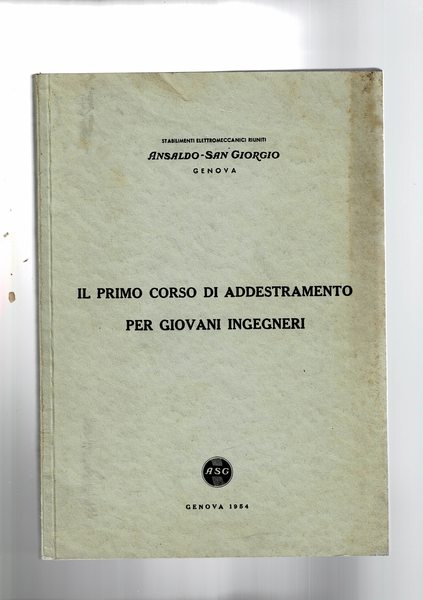 STABILIMENTI ELETTROMECCANICI RIUNITI
ANSALDO-SAN GIORGIO
GENOVA
IL PRIMO CORSO DI ADDESTRAMENTO
PER GIOVANI INGEGNERI
ASG
GENOVA 1954